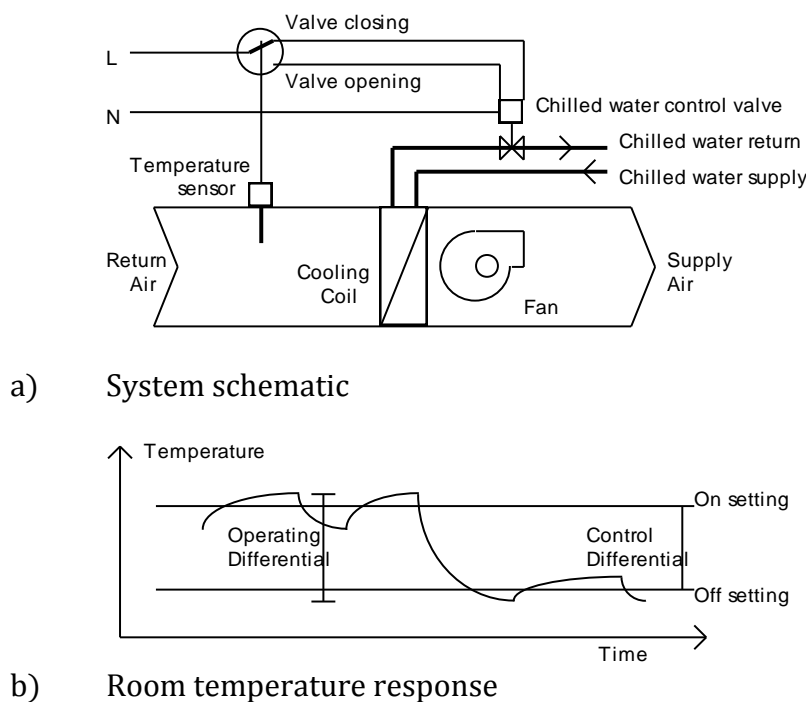 Valve closing
L
Valve opening
N
Chilled water control valve
Chilled water return
Chilled water supply
Temperature
sensor
Return
Air
Cooling
Coil
Fan
Supply
Air
a) System schematic
Temperature
On setting
Operating
Differential
Control
Differential
Off setting
Time
b) Room temperature response